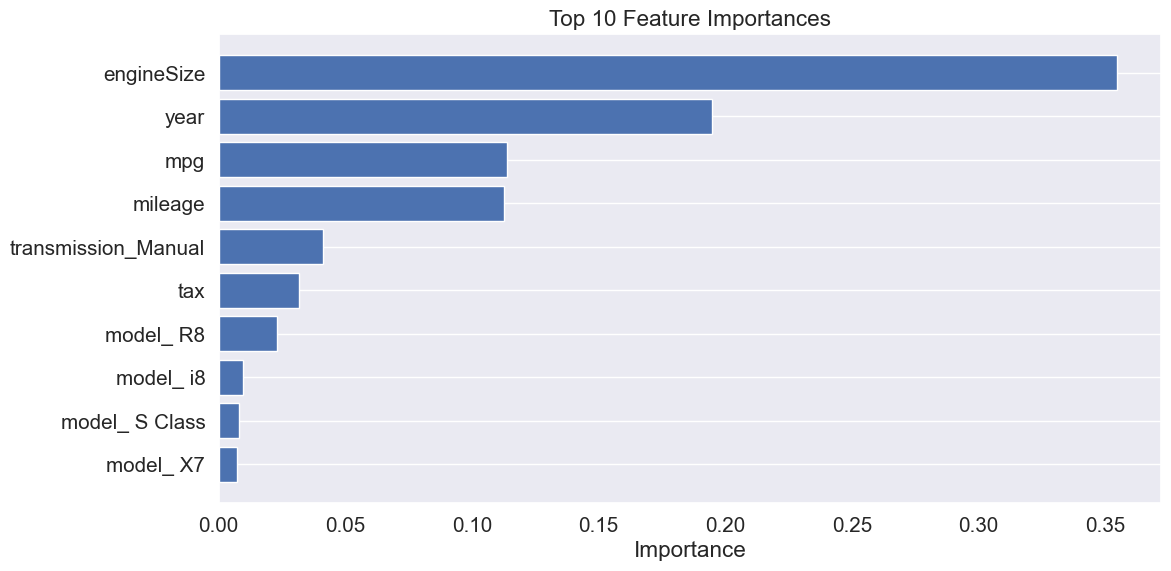 Top 10 Feature Importances
engineSize
year
mpg
mileage
transmission_Manual
tax
model_ R8
model_ i8
model_ S Class
model_ X7
0.00 0.05 0.10 0.15 0.20 0.25 0.30 0.35
Importance